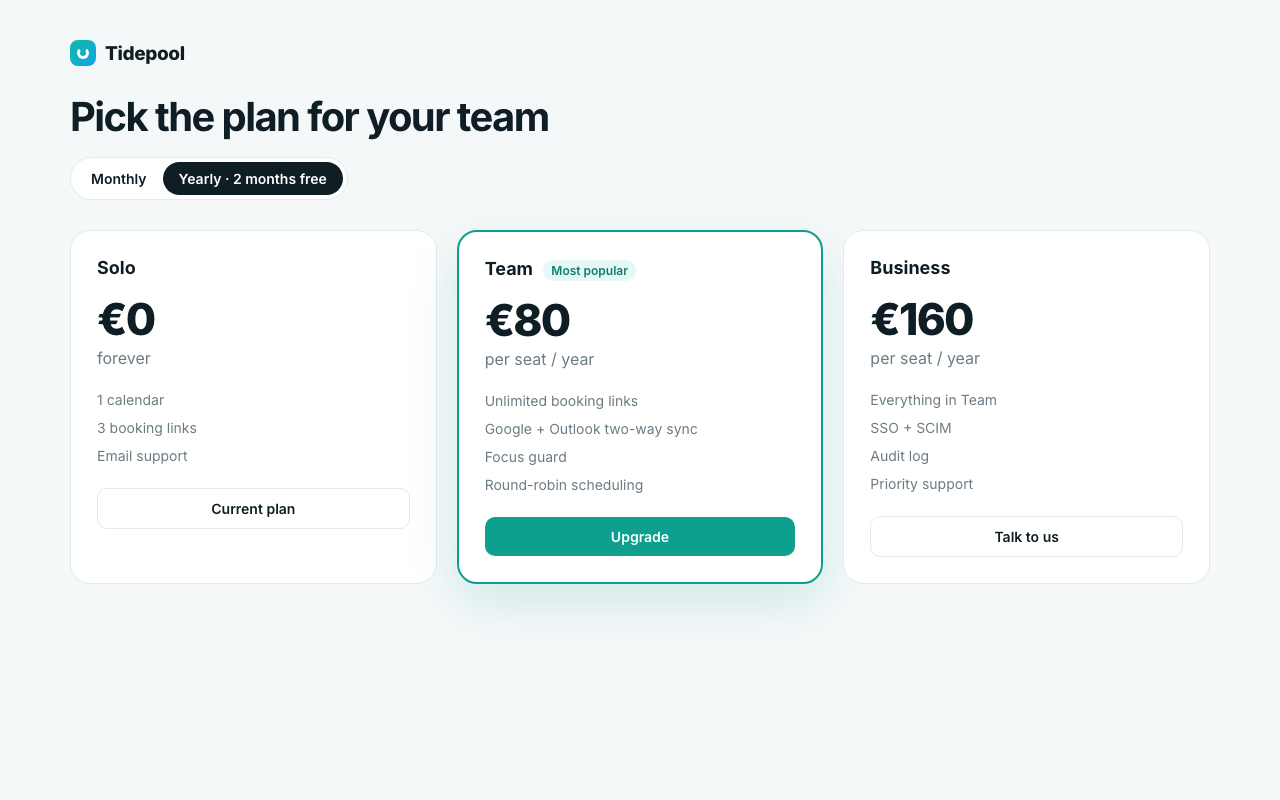 Tidepool
Pick the plan for your team
Monthly
Yearly · 2 months free
Solo
€0
forever
1 calendar
3 booking links
Email support
Current plan
Team
Most popular
€80
per seat / year
Unlimited booking links
Google + Outlook two-way sync
Focus guard
Round-robin scheduling
Upgrade
Business
€160
per seat / year
Everything in Team
SSO + SCIM
Audit log
Priority support
Talk to us